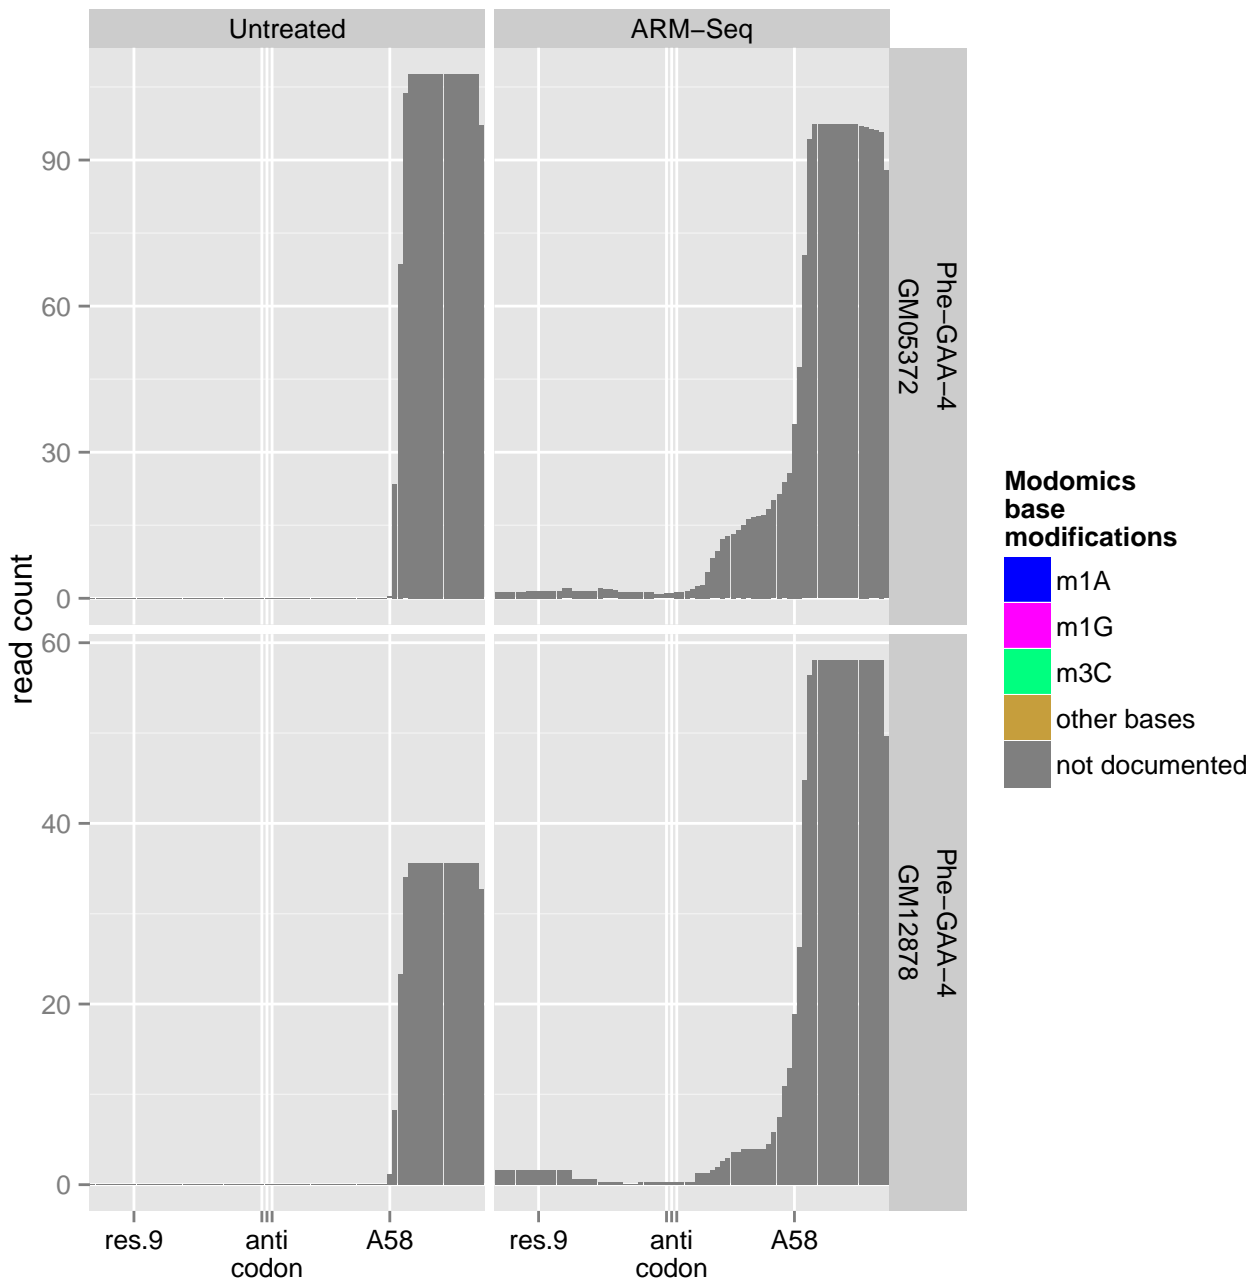 Untreated
ARM−Seq
90
60
30
0
Phe−GAA−4
GM05372
read count
60
40
20
0
Phe−GAA−4
GM12878
res.9
anti
codon
A58
res.9
anti
codon
A58
Modomics
base
modifications
m1A
m1G
m3C
other bases
not documented